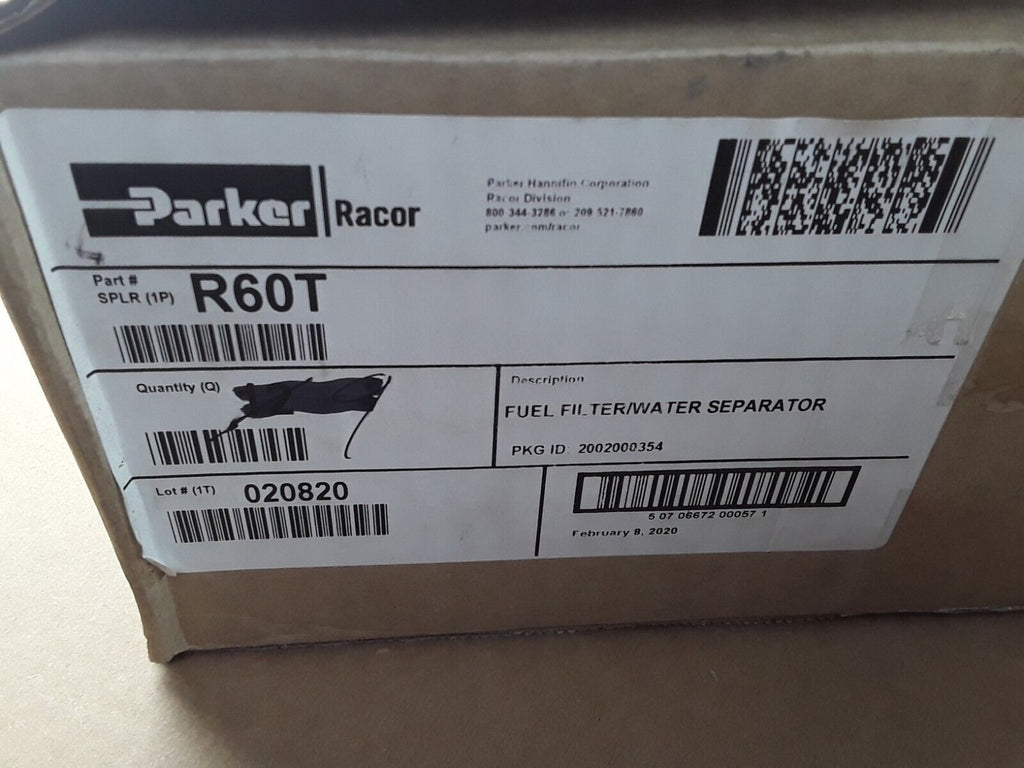 Parker Racor
Parker Hannifin Corporation
Racor Division
800 344-3286 or 209 521-7860
parker.com/racor
Part #
SPLR (1P) R60T
Quantity (Q)
Description
FUEL FILTER/WATER SEPARATOR
PKG ID: 2002000354
Lot # (1T) 020820
5 07 06672 00057 1
February 8, 2020